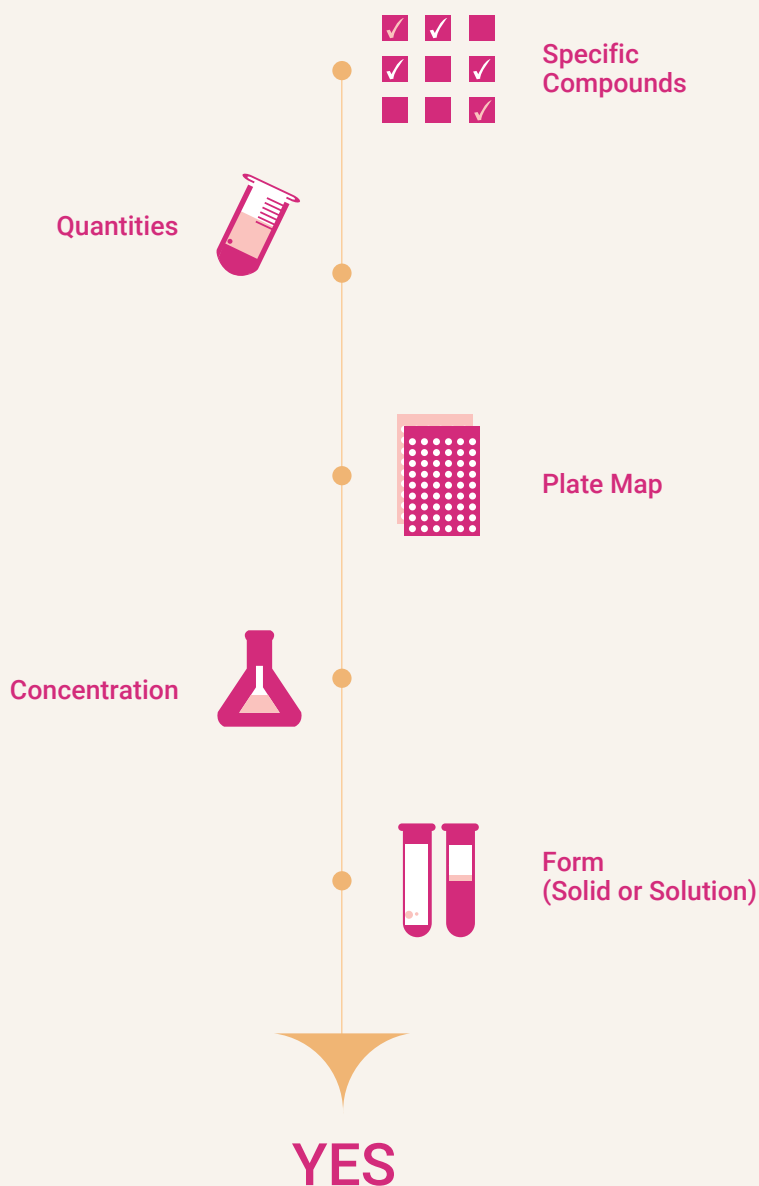 Specific
Compounds
Quantities
Plate Map
Concentration
Form
(Solid or Solution)
YES